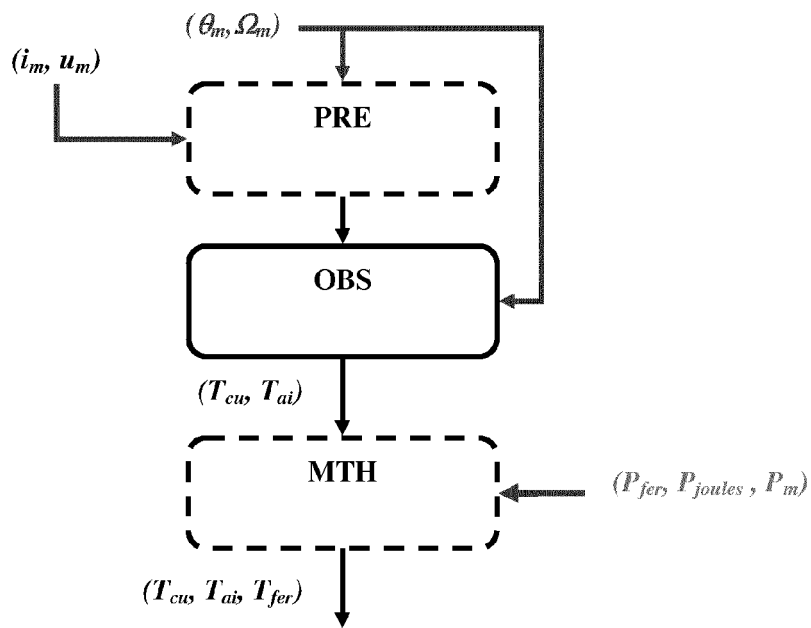 (θm, Ωm)
(im, um)
PRE
OBS
(Tcu, Tai)
MTH
(Pfer, Pjoules , Pm)
(Tcu, Tai, Tfer)